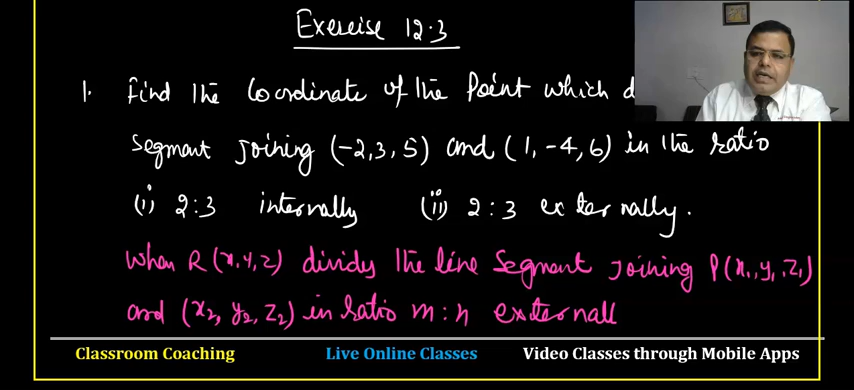 Exercise 12.3
1. Find the Coordinate of the Point which d
Segment joining (-2,3,5) and (1,-4,6) in the ratio
(i) 2:3 internally (ii) 2:3 externally.
When R(x,y,z) divides the line segment joining P(x₁,y₁,z₁)
and (x₂, y₂, z₂) in ratio m:n externall
Classroom Coaching Live Online Classes Video Classes through Mobile Apps